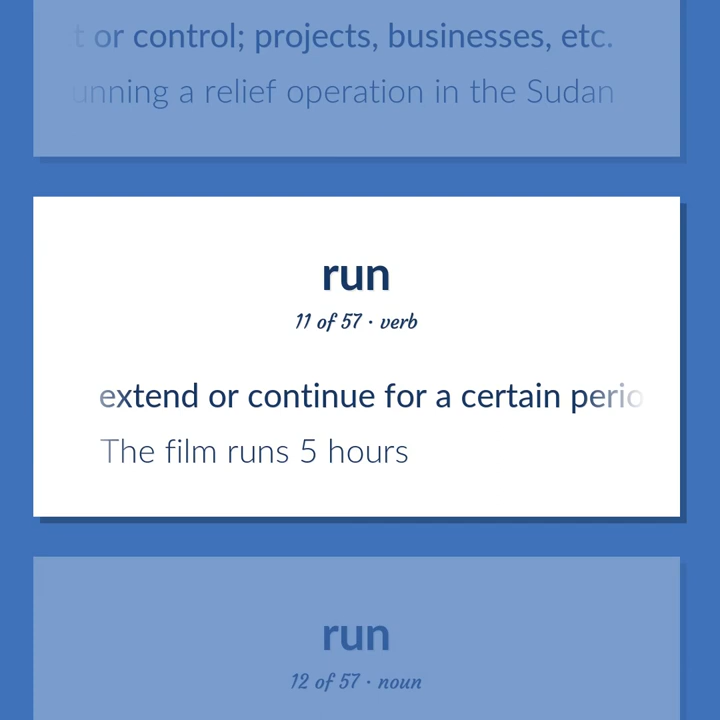 t or control; projects, businesses, etc.
unning a relief operation in the Sudan
run
11 of 57 · verb
extend or continue for a certain perio
The film runs 5 hours
run
12 of 57 · noun